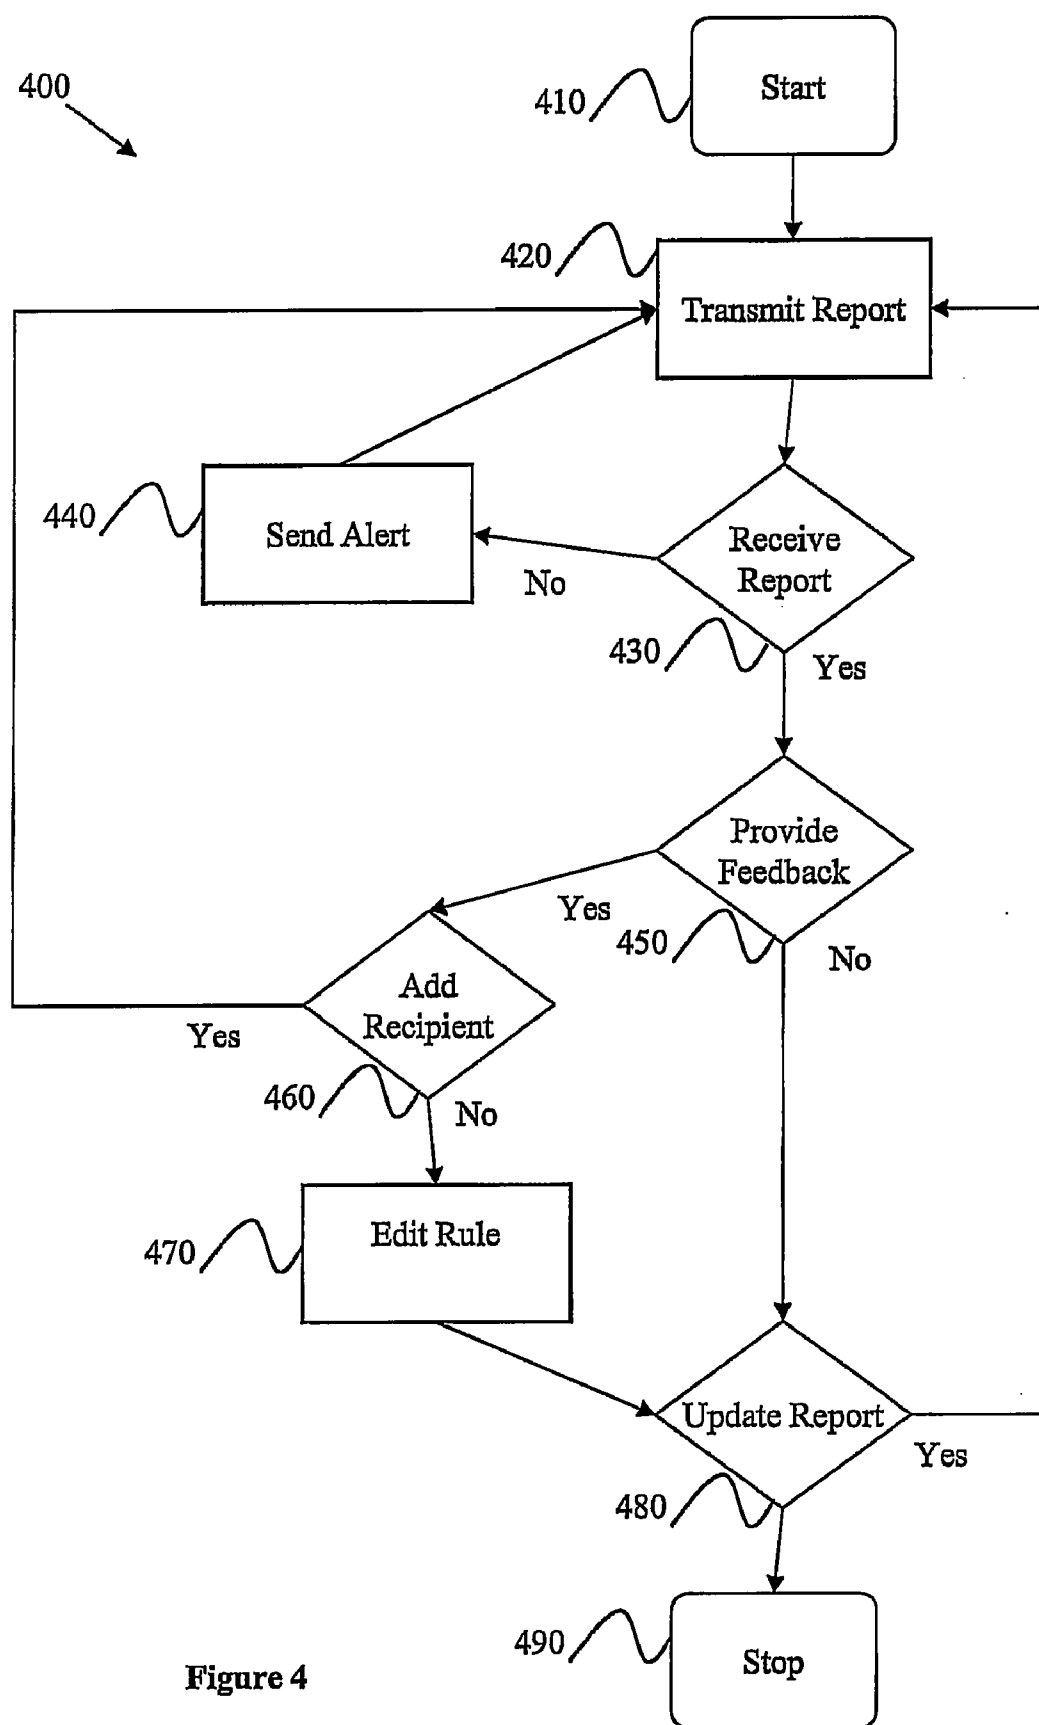 400
410
Start
420
Transmit Report
440
Send Alert
No
Receive
Report
430
Yes
Provide
Feedback
Yes
450
No
Add
Recipient
Yes
460
No
470
Edit Rule
Update Report
Yes
480
490
Stop
Figure 4